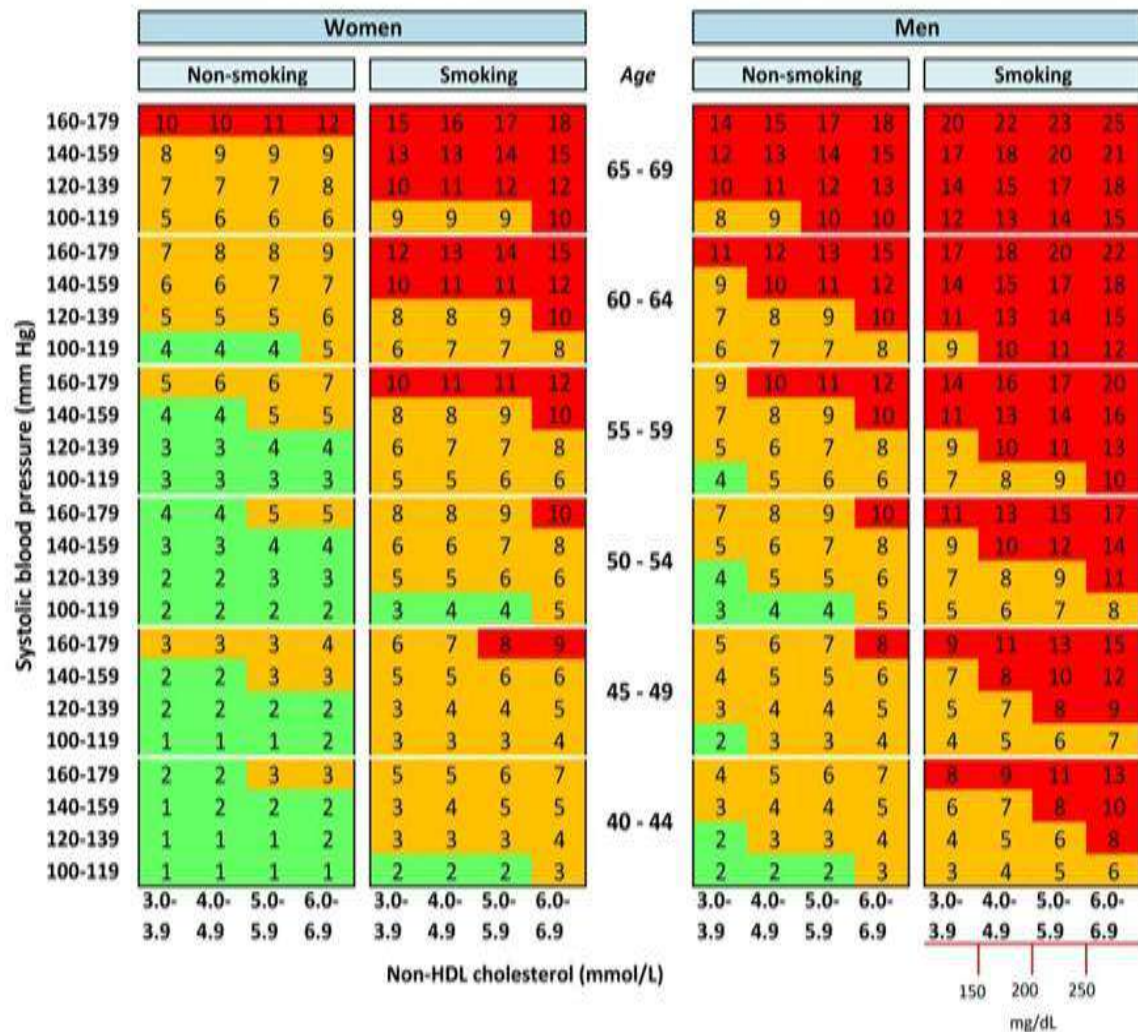 Women Men
Non-smoking Smoking Age Non-smoking Smoking
160-179 10 10 11 12 15 16 17 18 14 15 17 18 20 22 23 25
140-159 8 9 9 9 13 13 14 15 12 13 14 15 17 18 20 21
65 - 69
120-139 7 7 7 8 10 11 12 12 10 11 12 13 14 15 17 18
100-119 5 6 6 6 9 9 9 10 8 9 10 10 12 13 14 15
160-179 7 8 8 9 12 13 14 15 11 12 13 15 17 18 20 22
140-159 6 6 7 7 10 11 11 12 9 10 11 12 14 15 17 18
60 - 64
120-139 5 5 5 6 8 8 9 10 7 8 9 10 11 13 14 15
100-119 4 4 4 5 6 7 7 8 6 7 7 8 9 10 11 12
160-179 5 6 6 7 10 11 11 12 9 10 11 12 14 16 17 20
140-159 4 4 5 5 8 8 9 10 7 8 9 10 11 13 14 16
55 - 59
120-139 3 3 4 4 6 7 7 8 5 6 7 8 9 10 11 13
100-119 3 3 3 3 5 5 6 6 4 5 6 6 7 8 9 10
160-179 4 4 5 5 8 8 9 10 7 8 9 10 11 13 15 17
140-159 3 3 4 4 6 6 7 8 5 6 7 8 9 10 12 14
50 - 54
120-139 2 2 3 3 5 5 6 6 4 5 5 6 7 8 9 11
100-119 2 2 2 2 3 4 4 5 3 4 4 5 5 6 7 8
160-179 3 3 3 4 6 7 8 9 5 6 7 8 9 11 13 15
140-159 2 2 3 3 5 5 6 6 4 5 5 6 7 8 10 12
45 - 49
120-139 2 2 2 2 3 4 4 5 3 4 4 5 5 7 8 9
100-119 1 1 1 2 3 3 3 4 2 3 3 4 4 5 6 7
160-179 2 2 3 3 5 5 6 7 4 5 6 7 8 9 11 13
140-159 1 2 2 2 3 4 5 5 3 4 4 5 6 7 8 10
40 - 44
120-139 1 1 1 2 3 3 3 4 2 3 3 4 4 5 6 8
100-119 1 1 1 1 2 2 2 3 2 2 2 3 3 4 5 6
Systolic blood pressure (mm Hg)
3.0- 4.0- 5.0- 6.0- 3.0- 4.0- 5.0- 6.0- 3.0- 4.0- 5.0- 6.0- 3.0- 4.0- 5.0- 6.0-
3.9 4.9 5.9 6.9 3.9 4.9 5.9 6.9 3.9 4.9 5.9 6.9 3.9 4.9 5.9 6.9
Non-HDL cholesterol (mmol/L)
150 200 250
mg/dL